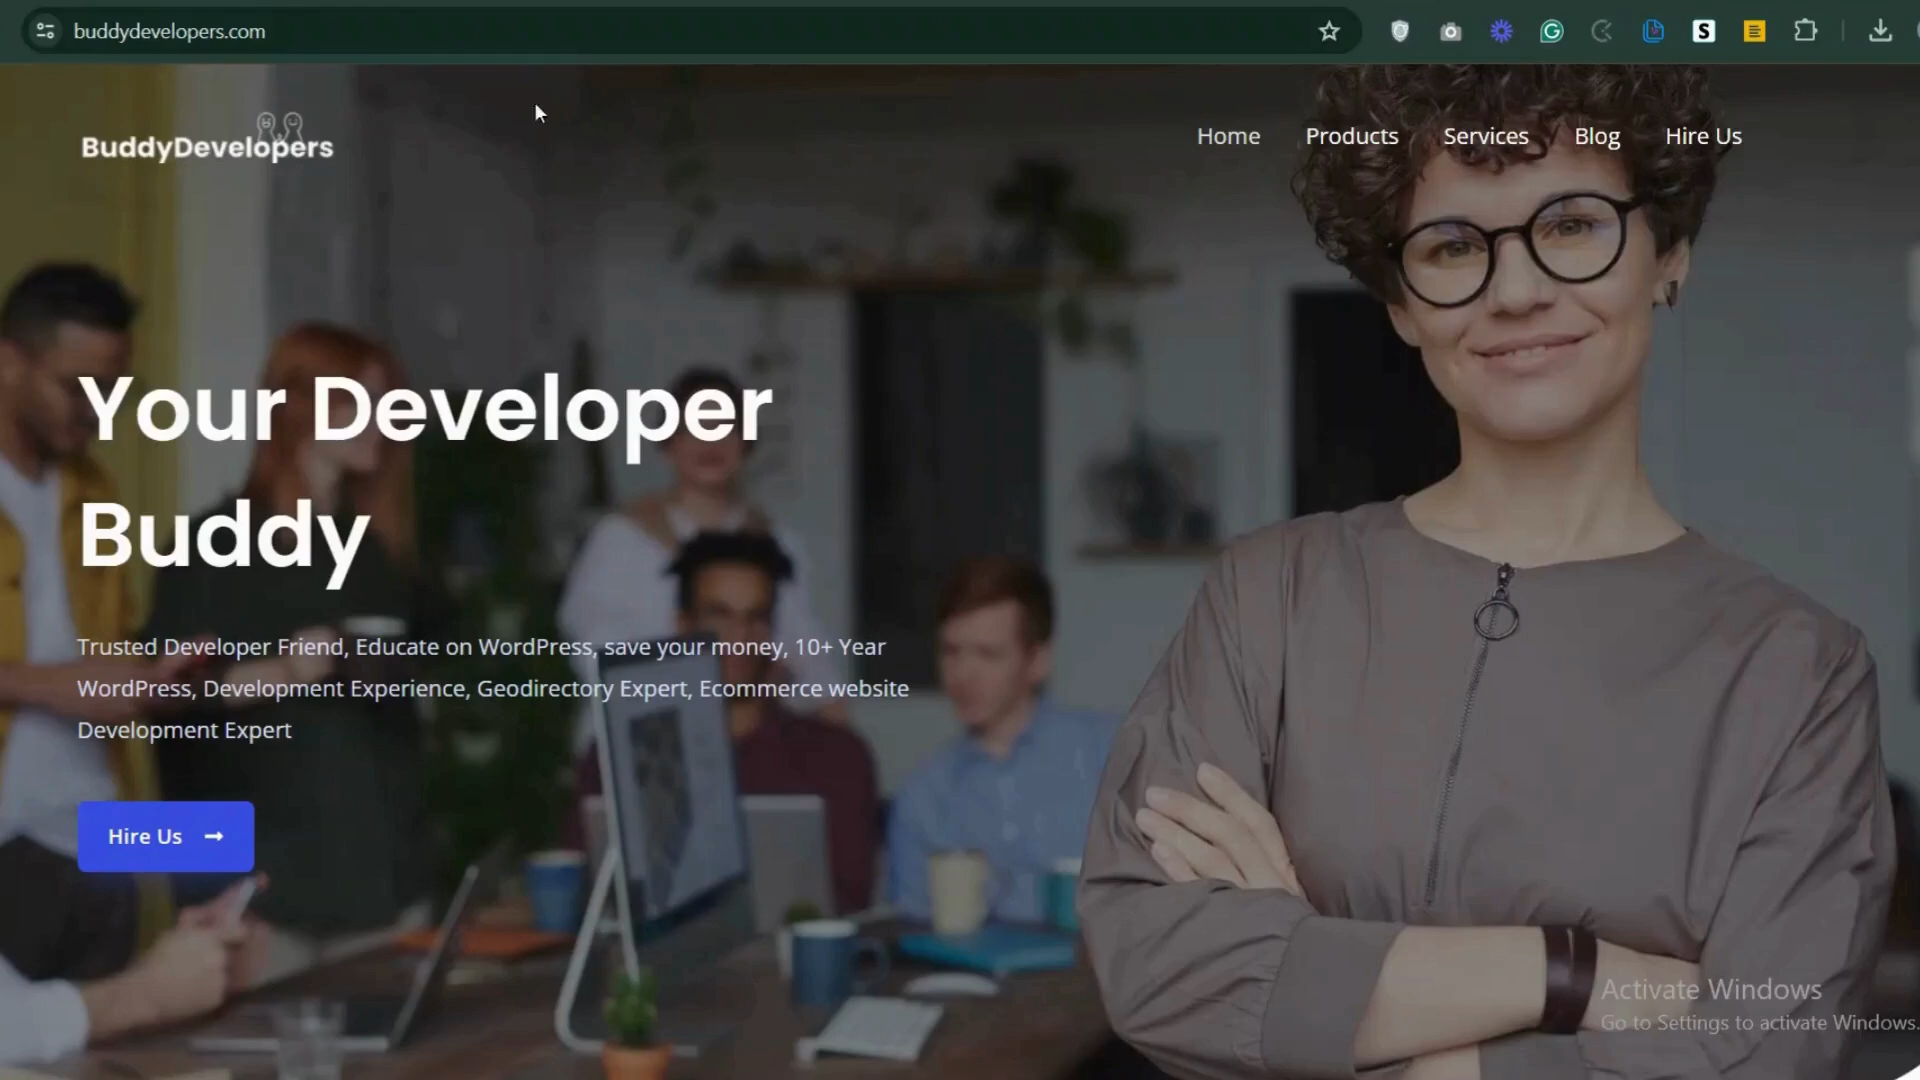 buddydevelopers.com
BuddyDevelopers
Home Products Services Blog Hire Us
Your Developer
Buddy
Trusted Developer Friend, Educate on WordPress, save your money, 10+ Year
WordPress, Development Experience, Geodirectory Expert, Ecommerce website
Development Expert
Hire Us
Activate Windows
Go to Settings to activate Windows.